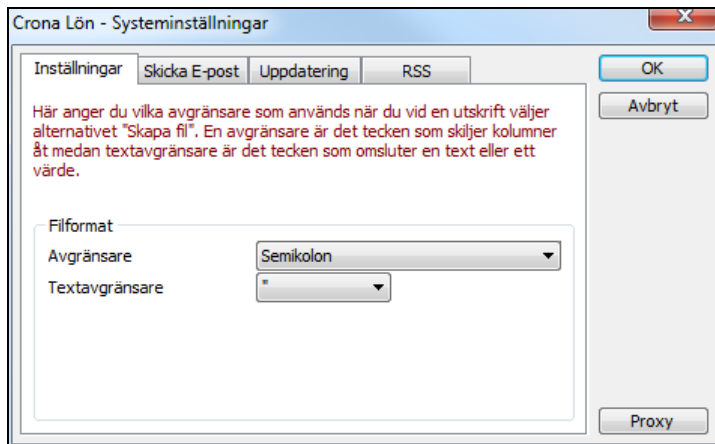 Crona Lön - Systeminställningar
X
Inställningar
Skicka E-post
Uppdatering
RSS
OK
Avbryt
Här anger du vilka avgränsare som används när du vid en utskrift väljer
alternativet "Skapa fil". En avgränsare är det tecken som skiljer kolumner
åt medan textavgränsare är det tecken som omsluter en text eller ett
värde.
Filformat
Avgränsare
Semikolon
Textavgränsare
"
Proxy